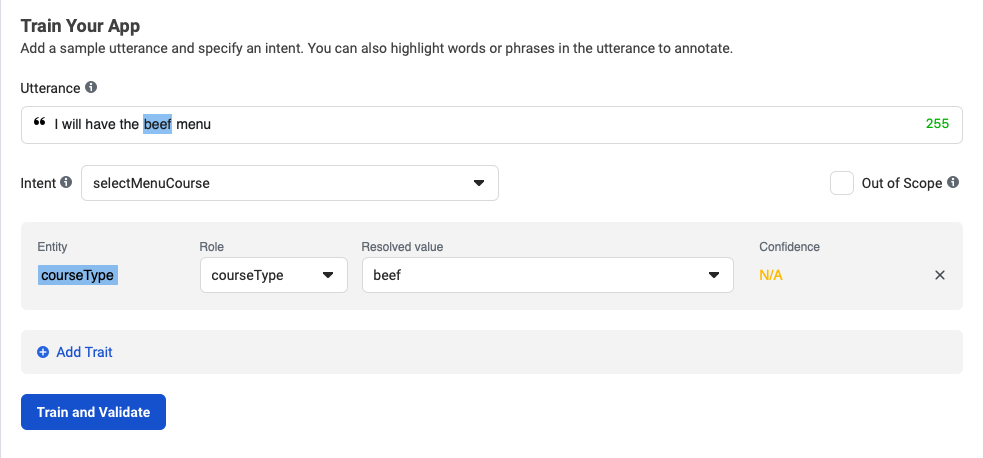 Train Your App
Add a sample utterance and specify an intent. You can also highlight words or phrases in the utterance to annotate.
Utterance
“ I will have the beef menu 255
Intent selectMenuCourse Out of Scope
Entity Role Resolved value Confidence
courseType courseType beef N/A
Add Trait
Train and Validate